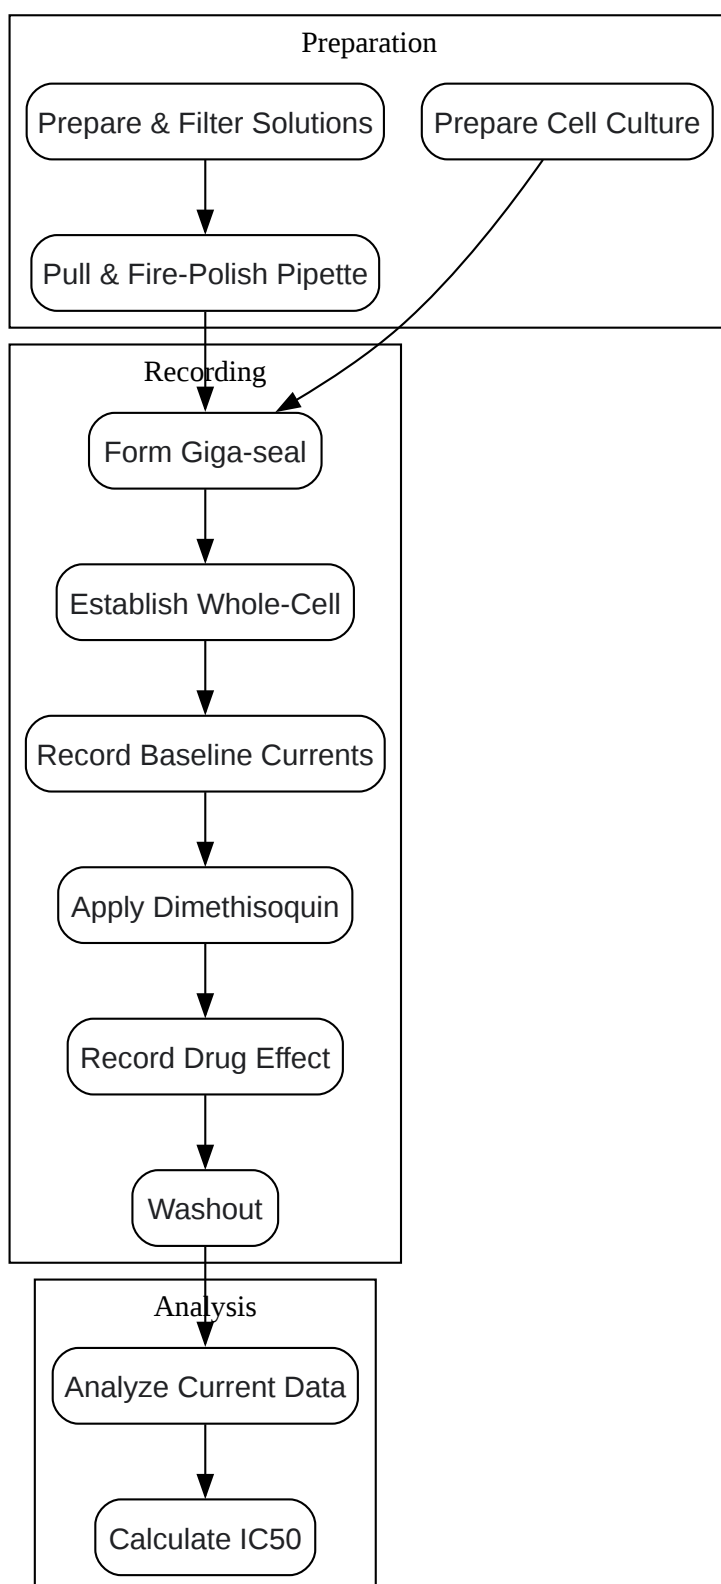 Preparation
Prepare & Filter Solutions
Prepare Cell Culture
Pull & Fire-Polish Pipette
Recording
Form Giga-seal
Establish Whole-Cell
Record Baseline Currents
Apply Dimethisoquin
Record Drug Effect
Washout
Analysis
Analyze Current Data
Calculate IC50